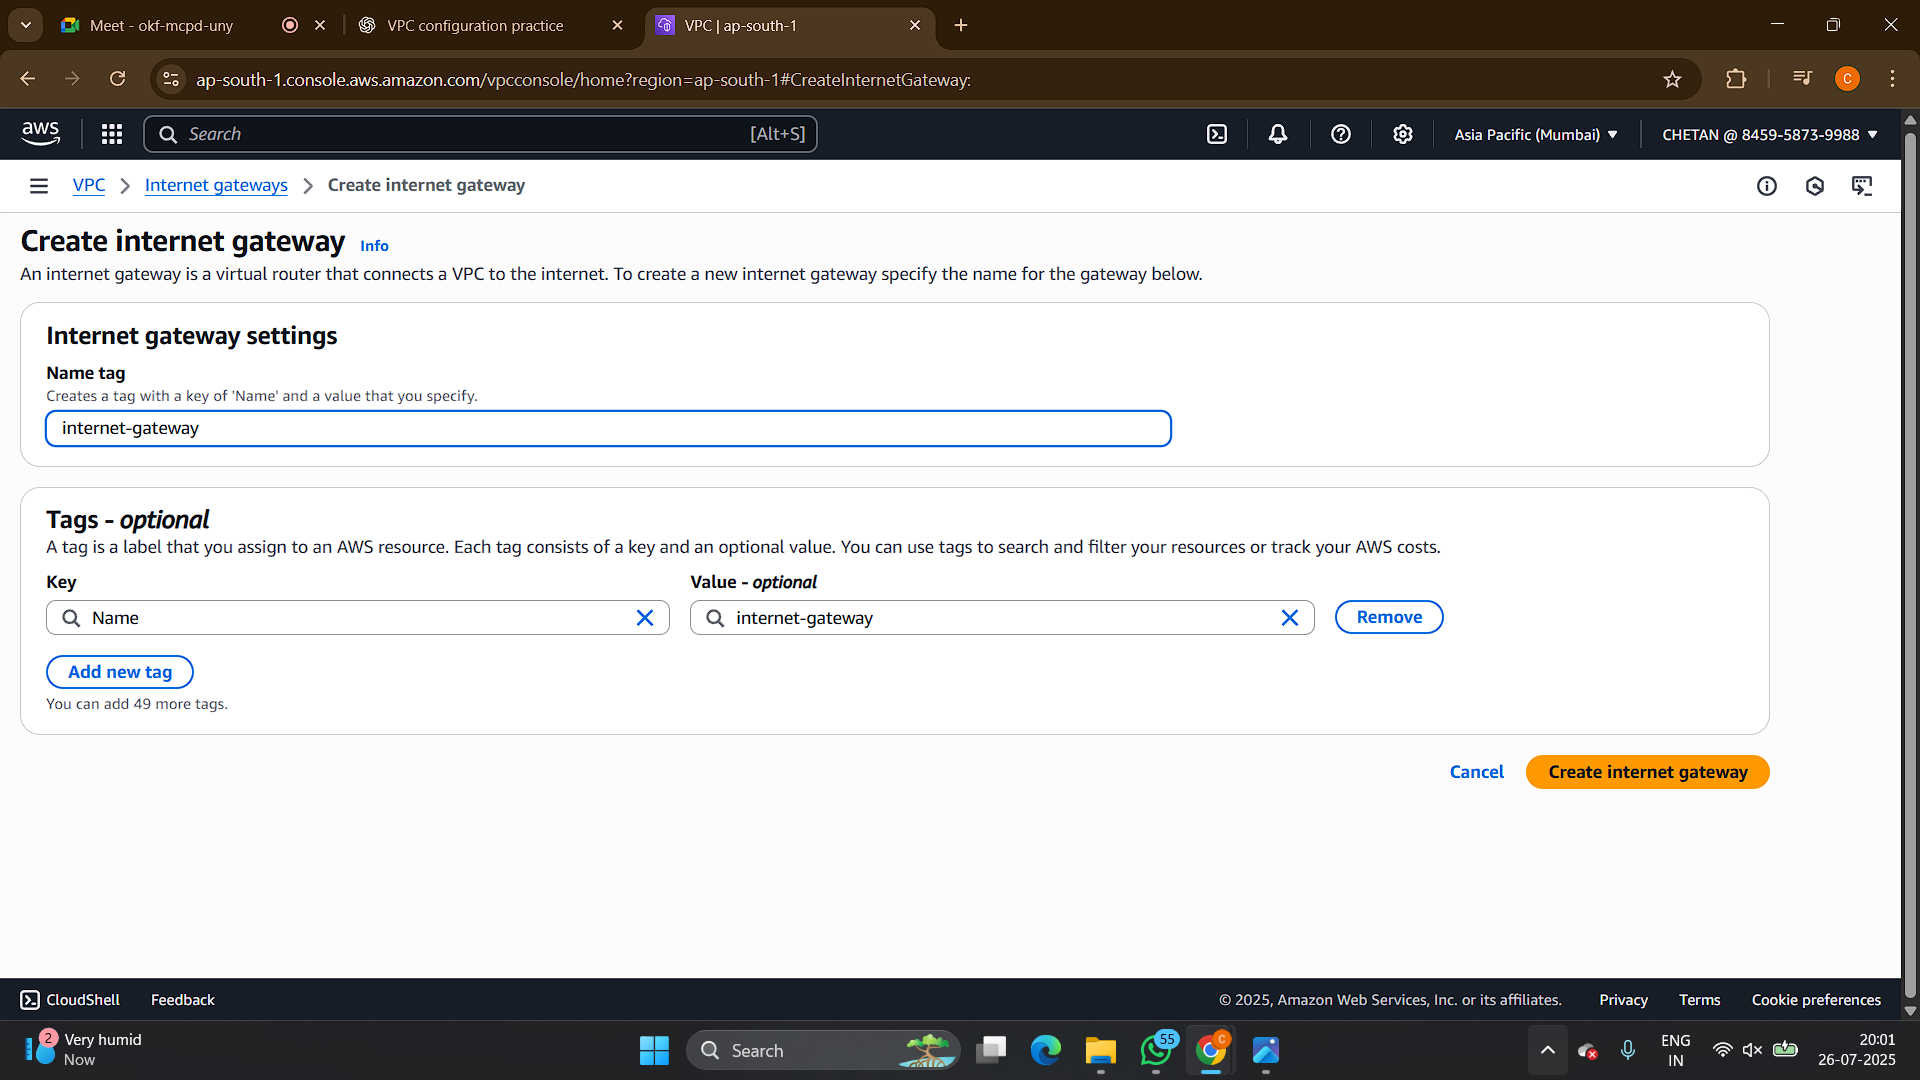 Meet - okf-mcpd-uny
VPC configuration practice
VPC | ap-south-1
ap-south-1.console.aws.amazon.com/vpcconsole/home?region=ap-south-1#CreateInternetGateway:
C
aws
Search
[Alt+S]
Asia Pacific (Mumbai)
CHETAN @ 8459-5873-9988
VPC
Internet gateways
Create internet gateway
Create internet gateway Info
An internet gateway is a virtual router that connects a VPC to the internet. To create a new internet gateway specify the name for the gateway below.
Internet gateway settings
Name tag
Creates a tag with a key of 'Name' and a value that you specify.
internet-gateway
Tags - optional
A tag is a label that you assign to an AWS resource. Each tag consists of a key and an optional value. You can use tags to search and filter your resources or track your AWS costs.
Key
Value - optional
Name
internet-gateway
Remove
Add new tag
You can add 49 more tags.
Cancel
Create internet gateway
CloudShell
Feedback
© 2025, Amazon Web Services, Inc. or its affiliates.
Privacy
Terms
Cookie preferences
2
Very humid
Now
Search
55
C
ENG
IN
20:01
26-07-2025